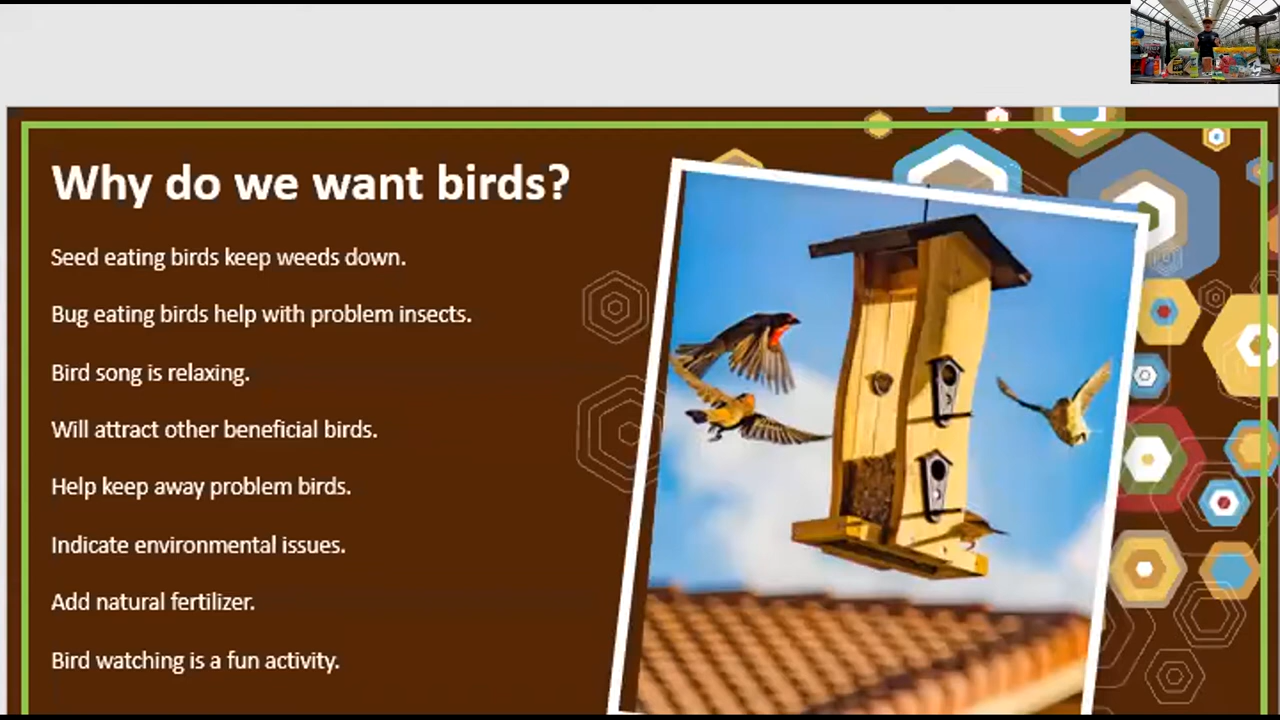 Why do we want birds?
Seed eating birds keep weeds down.
Bug eating birds help with problem insects.
Bird song is relaxing.
Will attract other beneficial birds.
Help keep away problem birds.
Indicate environmental issues.
Add natural fertilizer.
Bird watching is a fun activity.